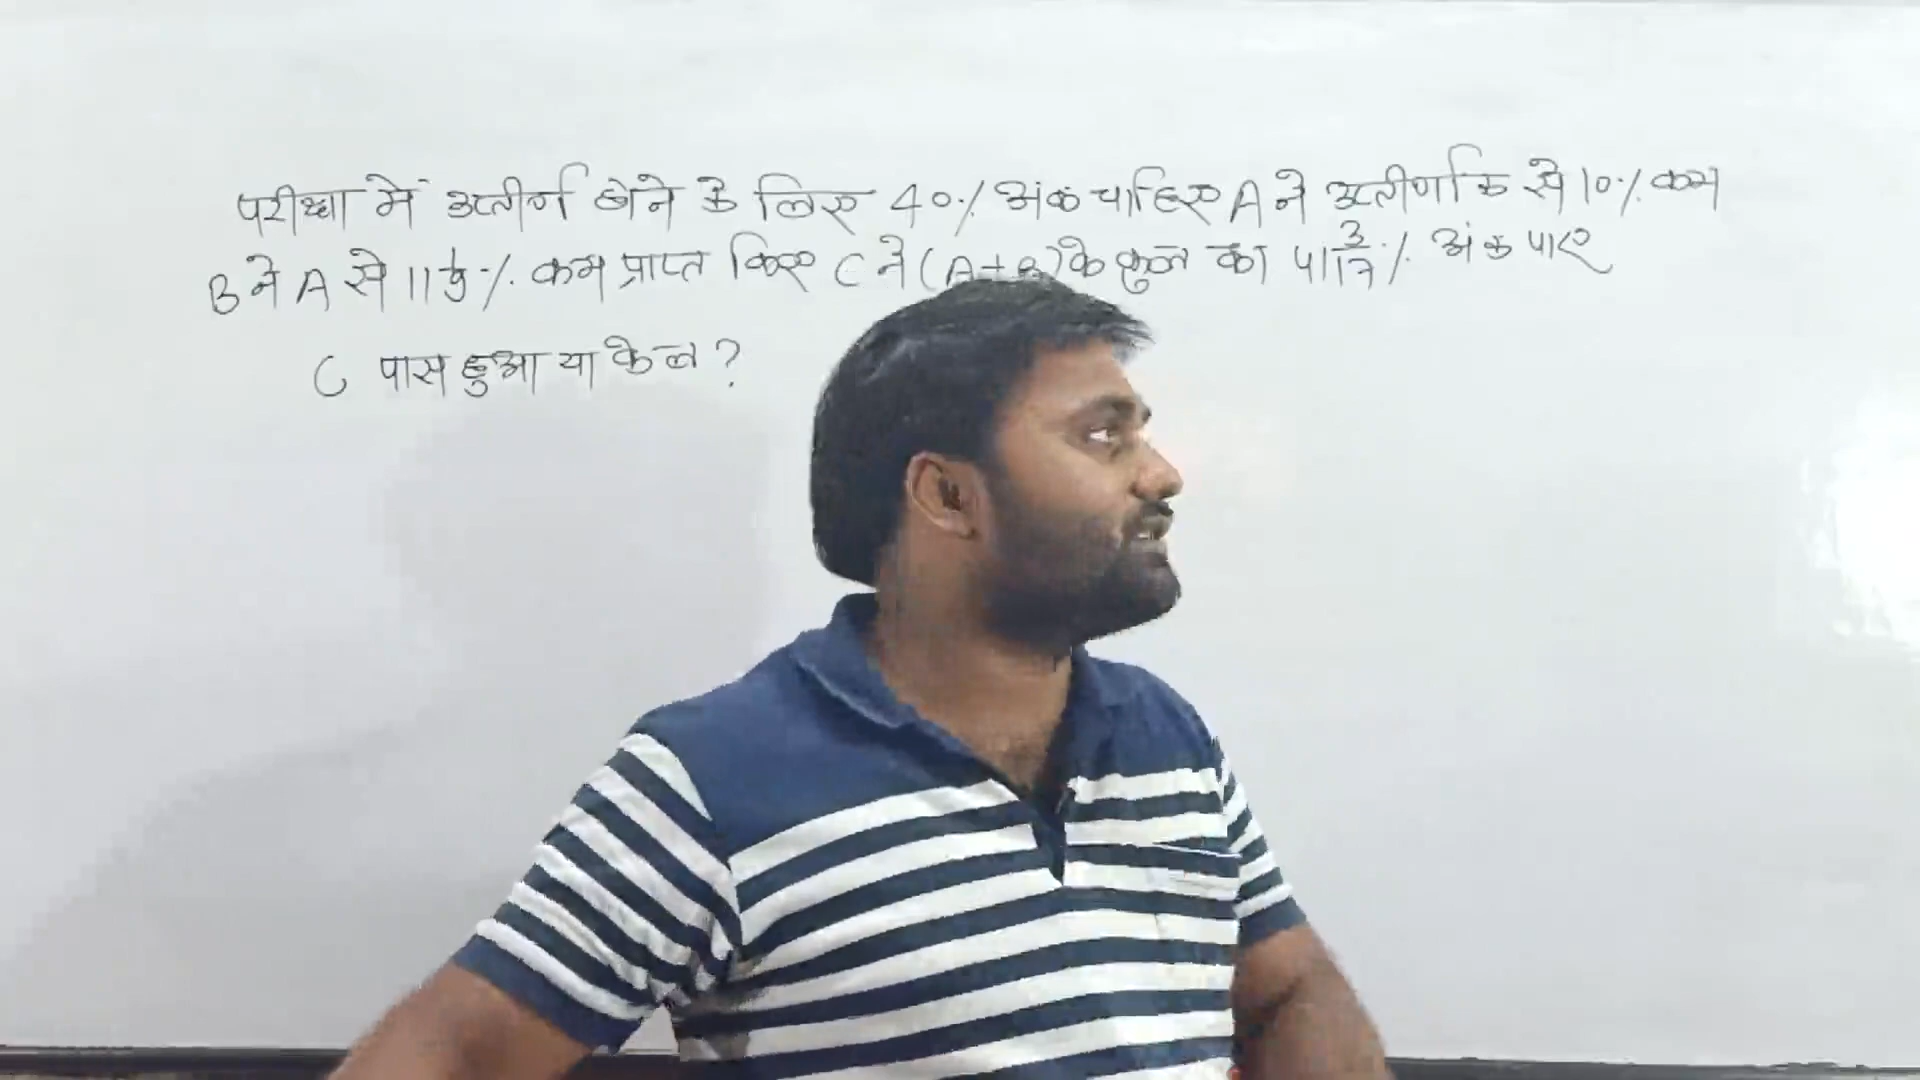 परीक्षा में उत्तीर्ण होने के लिए 40% अंक चाहिए A ने उत्तीर्णांक से 10% कम
B ने A से 11 1/9% कम प्राप्त किए C ने (A+B) के कुल का 41 3/17% अंक पाए
C पास हुआ या फेल ?